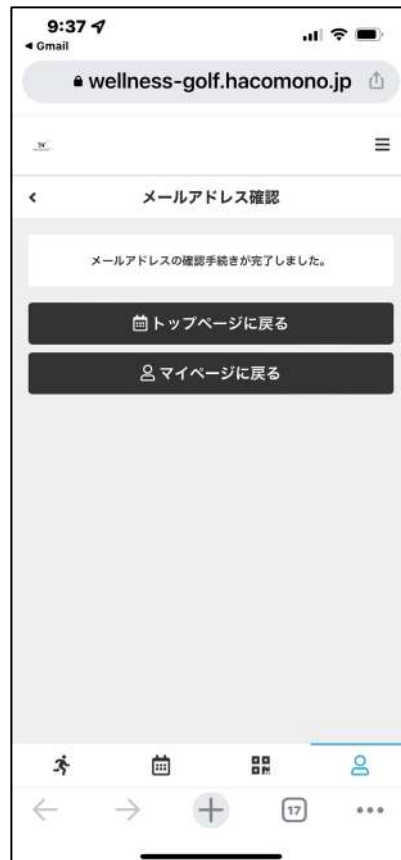 9:37
◀ Gmail
wellness-golf.hacomono.jp
メールアドレス確認
メールアドレスの確認手続きが完了しました。
トップページに戻る
マイページに戻る
17